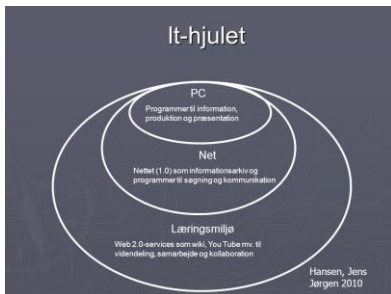 It-hjulet
PC
Programmer til information,
produktion og præsentation
Net
Nettet (1.0) som informationsarkiv og
programmer til søgning og kommunikation
Læringsmiljø
Web 2.0-services som wiki, You Tube mv. til
videndeling, samarbejde og kollaboration
Hansen, Jens
Jørgen 2010